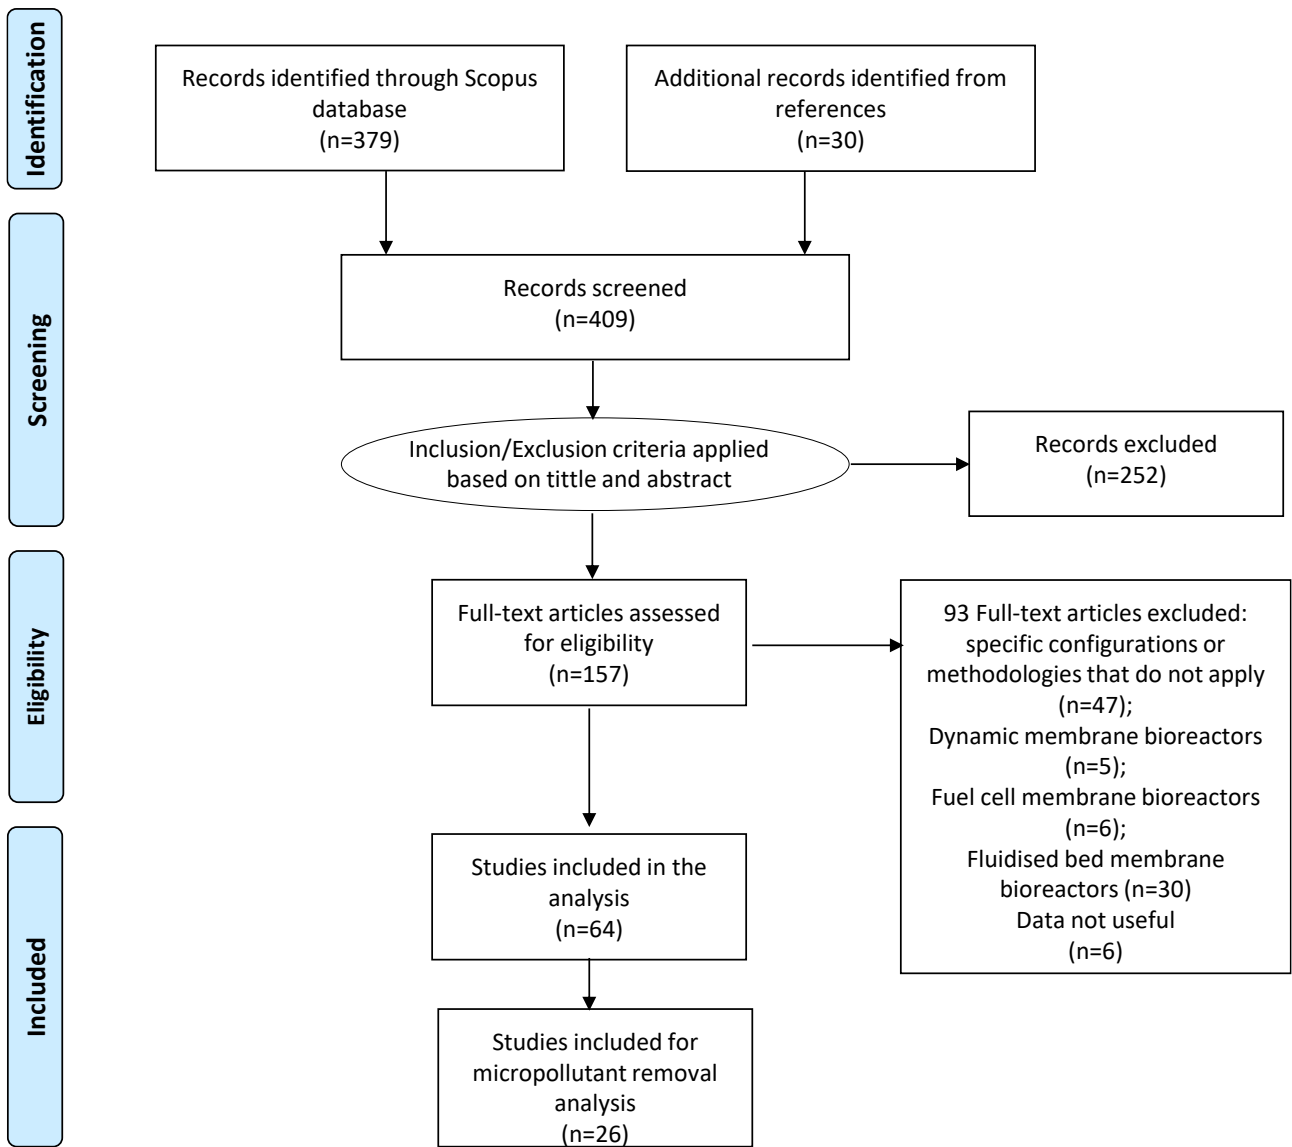 Identification
Records identified through Scopus
database
(n=379)
Additional records identified from
references
(n=30)
Screening
Records screened
(n=409)
Inclusion/Exclusion criteria applied
based on tittle and abstract
Records excluded
(n=252)
Eligibility
Full-text articles assessed
for eligibility
(n=157)
93 Full-text articles excluded:
specific configurations or
methodologies that do not apply
(n=47);
Dynamic membrane bioreactors
(n=5);
Fuel cell membrane bioreactors
(n=6);
Fluidised bed membrane
bioreactors (n=30)
Data not useful
(n=6)
Included
Studies included in the
analysis
(n=64)
Studies included for
micropollutant removal
analysis
(n=26)